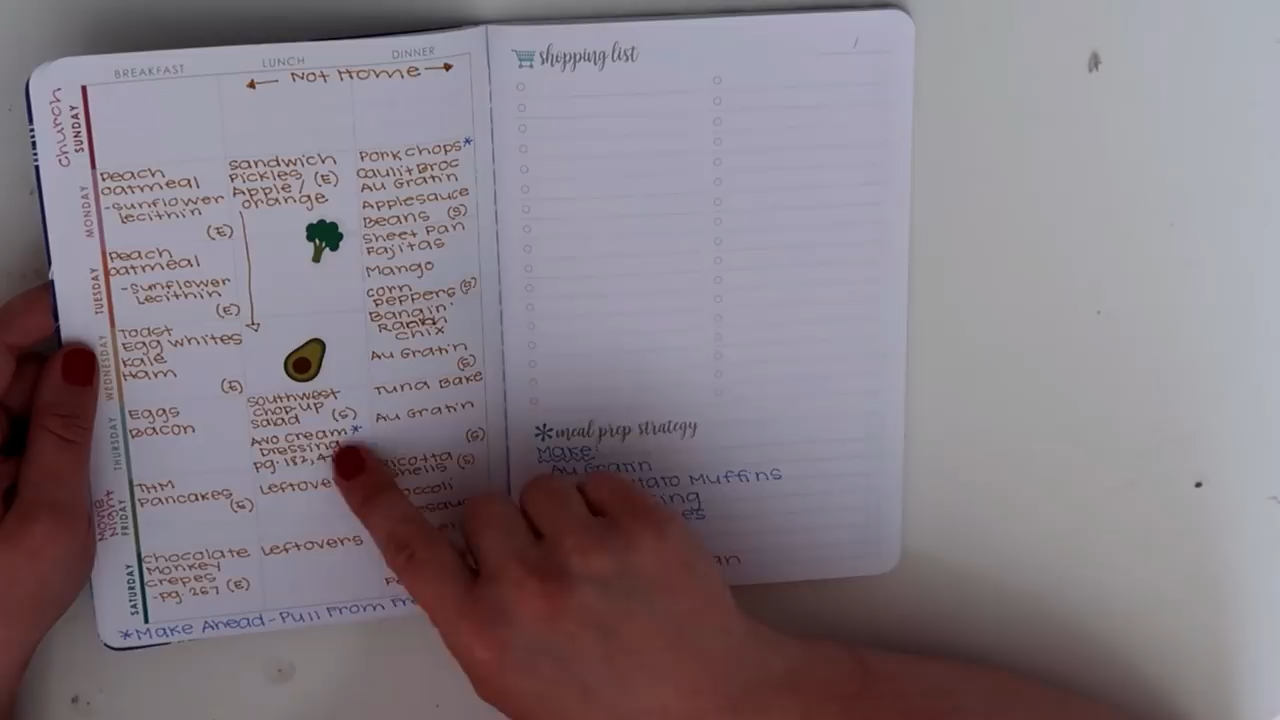 BREAKFAST LUNCH DINNER
Church
SUNDAY
Not Home
MONDAY
Peach
oatmeal
-sunflower
lecithin
(E)
Sandwich
Pickles
Apple/ (E)
orange
Pork chops*
Cauli+Broc
Au Gratin
Applesauce
Beans (S)
TUESDAY
Peach
oatmeal
-sunflower
Lecithin
(E)
Sheet Pan
Fajitas
Mango
corn
Peppers (S)
WEDNESDAY
Toast
Egg whites
Kale
Ham
(E)
Bangin'
Ranch
chix
Au Gratin
(S)
THURSDAY
Eggs
Bacon
Southwest
chop-up
salad (S)
Avo cream*
Dressing
pg. 182,
Tuna Bake
Au Gratin
(S)
Movie
Night
FRIDAY
THM
Pancakes
(E)
Shells (S)
SATURDAY
Chocolate
Monkey
crepes
-pg. 267 (E)
Leftovers
*Make Ahead-Pull From
shopping list
*meal prep strategy
Make:
Au Gratin
Muffins